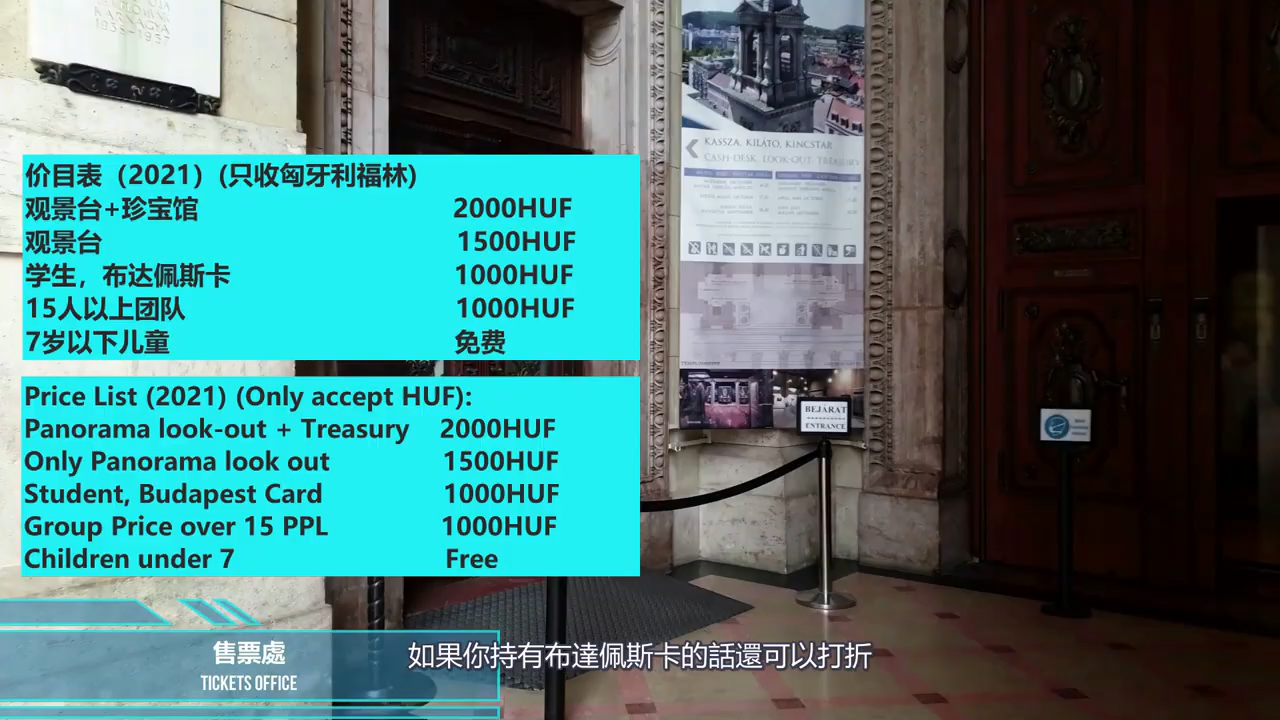 1933-1937
价目表（2021）(只收匈牙利福林)
观景台+珍宝馆 2000HUF
观景台 1500HUF
学生，布达佩斯卡 1000HUF
15人以上团队 1000HUF
7岁以下儿童 免费
Price List (2021) (Only accept HUF):
Panorama look-out + Treasury 2000HUF
Only Panorama look out 1500HUF
Student, Budapest Card 1000HUF
Group Price over 15 PPL 1000HUF
Children under 7 Free
KASSZA, KILÁTÓ, KINCSTÁR
CASH-DESK, LOOK-OUT, TREASURY
BEJÁRAT
ENTRANCE
售票處
TICKETS OFFICE
如果你持有布達佩斯卡的話還可以打折